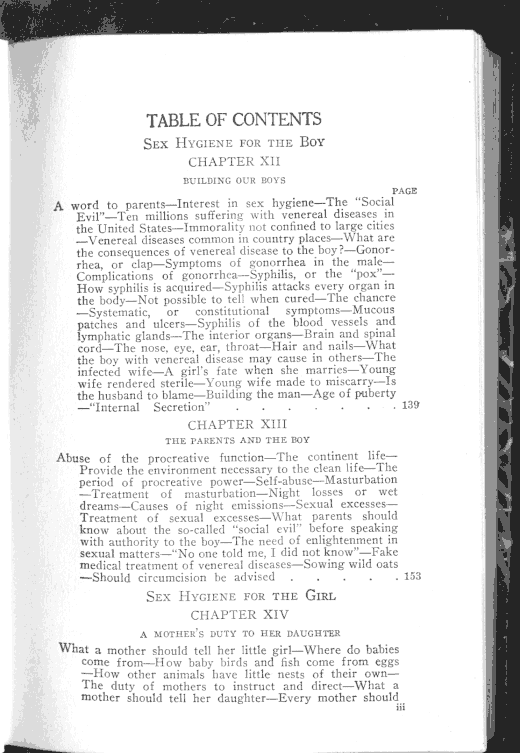 TABLE OF CONTENTS
SEX HYGIENE FOR THE BOY
CHAPTER XII
BUILDING OUR BOYS
PAGE
A word to parents—Interest in sex hygiene—The "Social
Evil"—Ten millions suffering with venereal diseases in
the United States—Immorality not confined to large cities
—Venereal diseases common in country places—What are
the consequences of venereal disease to the boy?—Gonor-
rhea, or clap—Symptoms of gonorrhea in the male—
Complications of gonorrhea—Syphilis, or the "pox"—
How syphilis is acquired—Syphilis attacks every organ in
the body—Not possible to tell when cured—The chancre
—Systematic, or constitutional symptoms—Mucous
patches and ulcers—Syphilis of the blood vessels and
lymphatic glands—The interior organs—Brain and spinal
cord—The nose, eye, ear, throat—Hair and nails—What
the boy with venereal disease may cause in others—The
infected wife—A girl's fate when she marries—Young
wife rendered sterile—Young wife made to miscarry—Is
the husband to blame—Building the man—Age of puberty
—"Internal Secretion" . . . . . . . 139
CHAPTER XIII
THE PARENTS AND THE BOY
Abuse of the procreative function—The continent life—
Provide the environment necessary to the clean life—The
period of procreative power—Self-abuse—Masturbation
—Treatment of masturbation—Night losses or wet
dreams—Causes of night emissions—Sexual excesses—
Treatment of sexual excesses—What parents should
know about the so-called "social evil" before speaking
with authority to the boy—The need of enlightenment in
sexual matters—"No one told me, I did not know"—Fake
medical treatment of venereal diseases—Sowing wild oats
—Should circumcision be advised . . . . . 153
SEX HYGIENE FOR THE GIRL
CHAPTER XIV
A MOTHER'S DUTY TO HER DAUGHTER
What a mother should tell her little girl—Where do babies
come from—How baby birds and fish come from eggs
—How other animals have little nests of their own—
The duty of mothers to instruct and direct—What a
mother should tell her daughter—Every mother should
iii